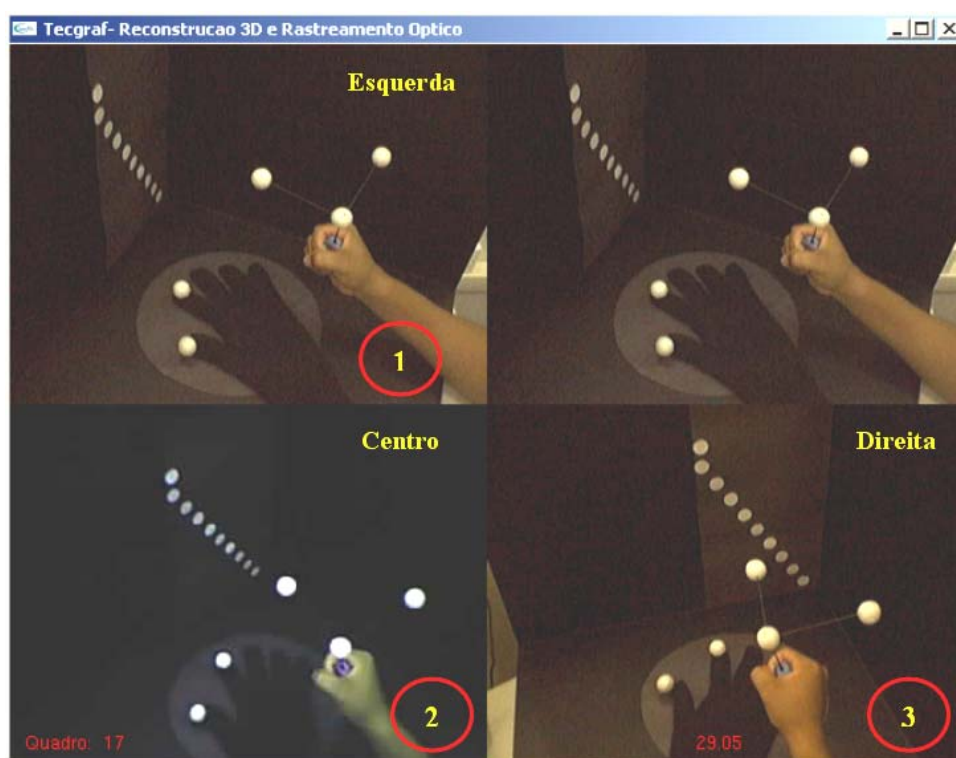 Tecgraf- Reconstrucao 3D e Rastreamento Optico
Esquerda
1
Centro
Direita
2
3
Quadro: 17
29.05